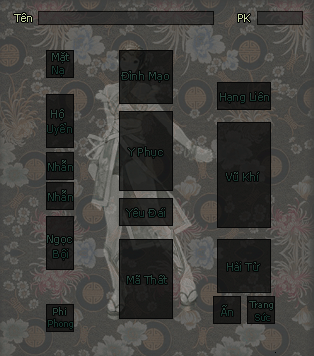 Tên
PK
Mặt
Nạ
Đỉnh Mạo
Hạng Liên
Hộ
Uyển
Y Phục
Vũ Khí
Nhẫn
Nhẫn
Yêu Đái
Ngọc
Bội
Mã Thất
Hài Tử
Ấn
Trang
Sức
Phi
Phong